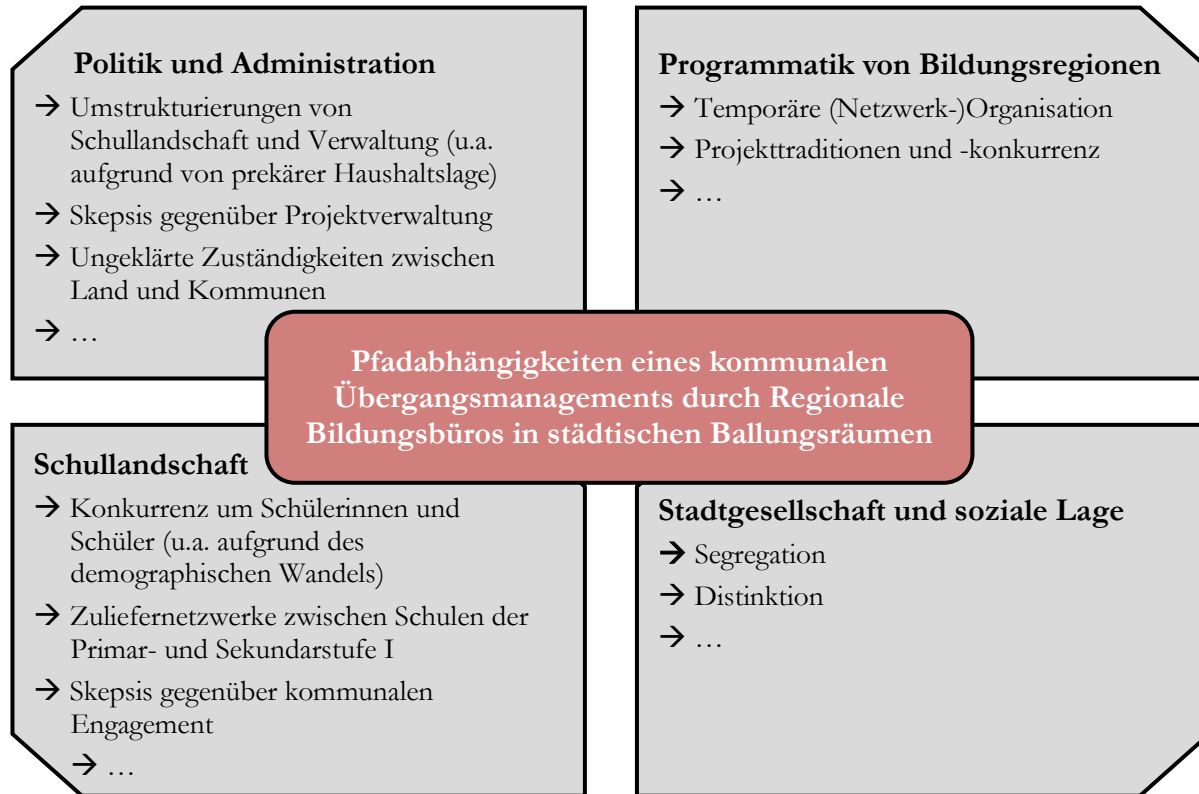 Politik und Administration
→ Umstrukturierungen von
Schullandschaft und Verwaltung (u.a.
aufgrund von prekärer Haushaltslage)
→ Skepsis gegenüber Projektverwaltung
→ Ungeklärte Zuständigkeiten zwischen
Land und Kommunen
→ …
Programmatik von Bildungsregionen
→ Temporäre (Netzwerk-)Organisation
→ Projekttraditionen und -konkurrenz
→ …
Pfadabhängigkeiten eines kommunalen
Übergangsmanagements durch Regionale
Bildungsbüros in städtischen Ballungsräumen
Schullandschaft
→ Konkurrenz um Schülerinnen und
Schüler (u.a. aufgrund des
demographischen Wandels)
→ Zuliefernetzwerke zwischen Schulen der
Primar- und Sekundarstufe I
→ Skepsis gegenüber kommunalen
Engagement
→ …
Stadtgesellschaft und soziale Lage
→ Segregation
→ Distinktion
→ …